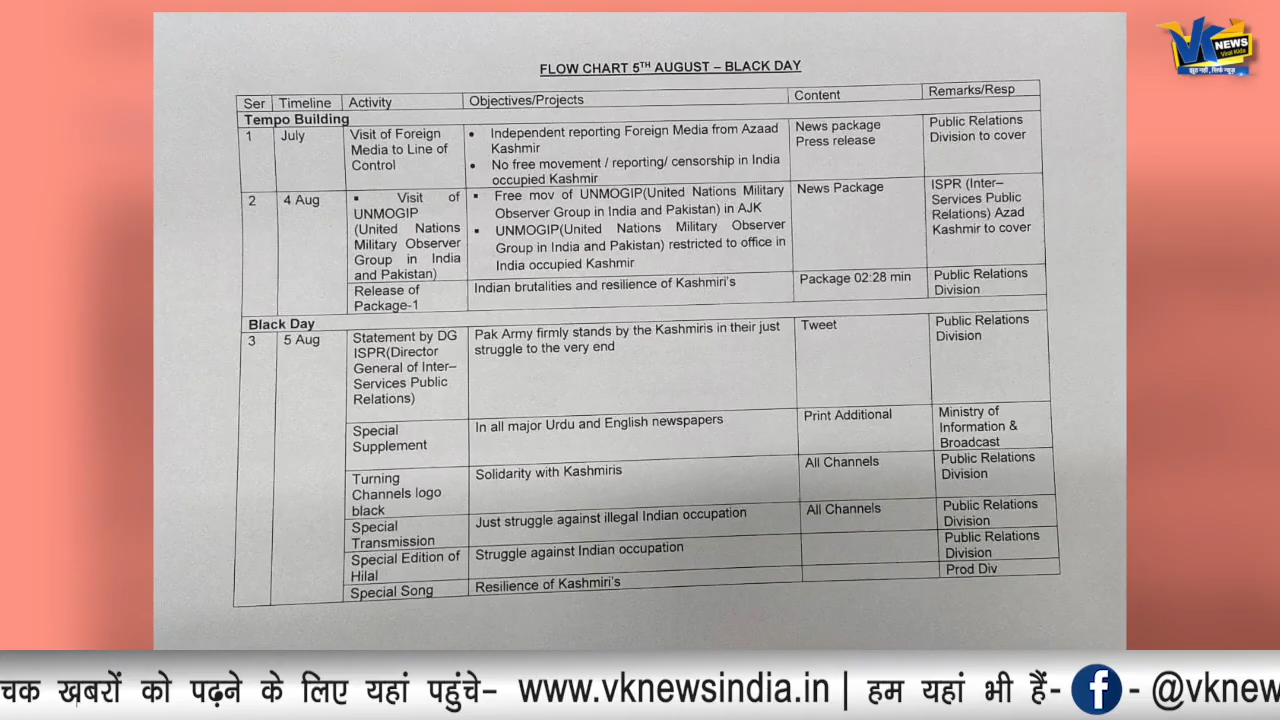 VK NEWS
Viral Kida
झूठ नहीं, सिर्फ न्यूज़
FLOW CHART 5TH AUGUST – BLACK DAY
Ser Timeline Activity Objectives/Projects Content Remarks/Resp
Tempo Building
1 July
Visit of Foreign
Media to Line of
Control
• Independent reporting Foreign Media from Azaad
Kashmir
• No free movement / reporting/ censorship in India
occupied Kashmir
News package
Press release
Public Relations
Division to cover
2 4 Aug
▪ Visit of
UNMOGIP
(United Nations
Military Observer
Group in India
and Pakistan)
▪ Free mov of UNMOGIP(United Nations Military
Observer Group in India and Pakistan) in AJK
▪ UNMOGIP(United Nations Military Observer
Group in India and Pakistan) restricted to office in
India occupied Kashmir
News Package
ISPR (Inter–
Services Public
Relations) Azad
Kashmir to cover
Release of
Package-1
Indian brutalities and resilience of Kashmiri's
Package 02:28 min
Public Relations
Division
Black Day
3 5 Aug
Statement by DG
ISPR(Director
General of Inter–
Services Public
Relations)
Pak Army firmly stands by the Kashmiris in their just
struggle to the very end
Tweet
Public Relations
Division
Special
Supplement
In all major Urdu and English newspapers
Print Additional
Ministry of
Information &
Broadcast
Turning
Channels logo
black
Solidarity with Kashmiris
All Channels
Public Relations
Division
Special
Transmission
Just struggle against illegal Indian occupation
All Channels
Public Relations
Division
Special Edition of
Hilal
Struggle against Indian occupation
Public Relations
Division
Special Song
Resilience of Kashmiri's
Prod Div
चक ख़बरों को पढ़ने के लिए यहां पहुंचे- www.vknewsindia.in | हम यहां भी हैं- f - @vknew